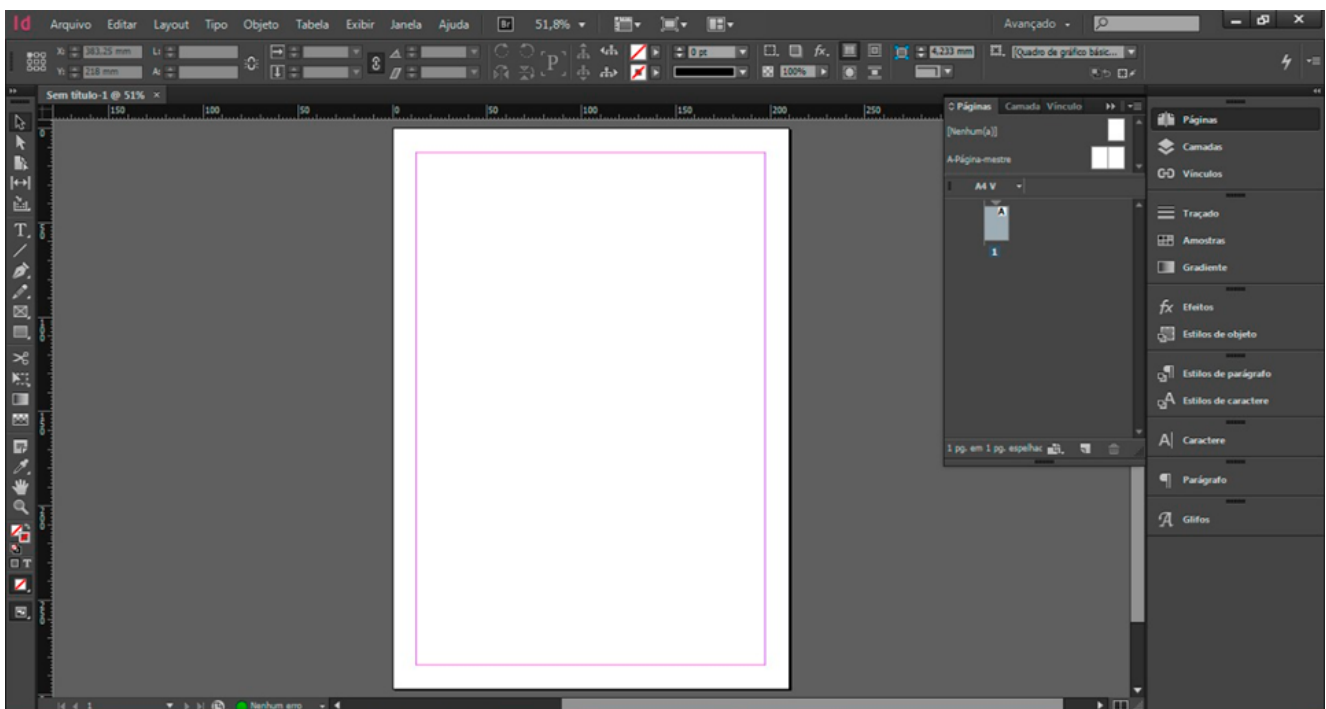 Id Arquivo Editar Layout Tipo Objeto Tabela Exibir Janela Ajuda Br 51,8% Avançado
X: 383.25 mm L: 0 pt 4,233 mm [Quadro de gráfico básic...
Y: 218 mm A: 100%
Sem título-1 @ 51% ×
150 100 50 0 50 100 150 200 250
Páginas Camada Vínculo
[Nenhum(a)]
A-Página-mestre
A4 V
A
1
1 pg. em 1 pg. espelhac
Páginas
Camadas
Vínculos
Traçado
Amostras
Gradiente
fx Efeitos
Estilos de objeto
Estilos de parágrafo
Estilos de caractere
Caractere
Parágrafo
Glifos
1 Nenhum erro